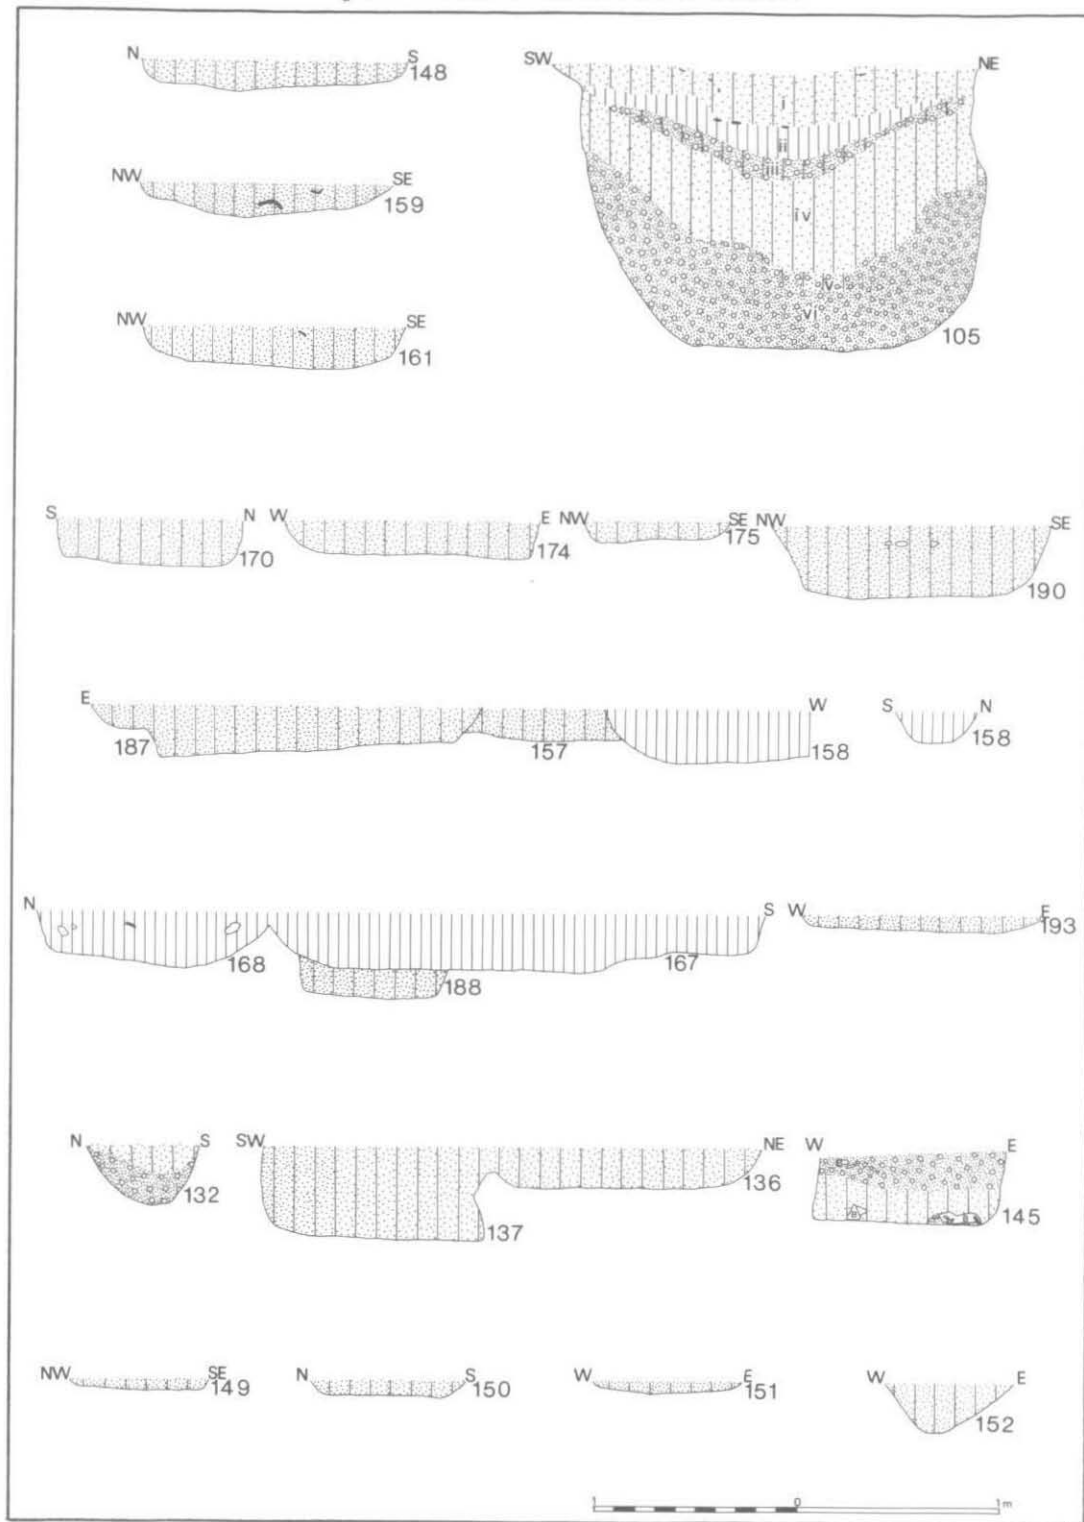 N S 148
SW NE
i
ii
iii
iv
v
vi
105
NW SE 159
NW SE 161
S N 170
W E 174
NW SE 175
NW SE 190
E 187 157 W 158
S N 158
N 168 188 167 S
W E 193
N S 132
SW 137 NE 136
W E 145
NW SE 149
N S 150
W E 151
W E 152
1 0 1m